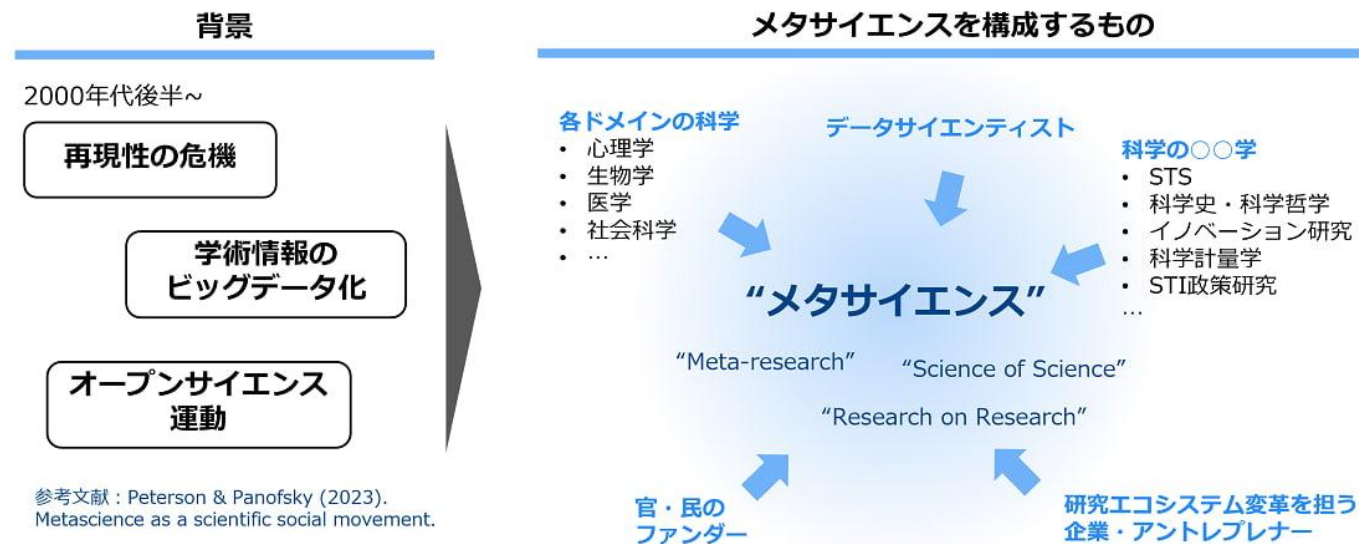 背景
2000年代後半~
再現性の危機
学術情報の
ビッグデータ化
オープンサイエンス
運動
参考文献：Peterson & Panofsky (2023).
Metascience as a scientific social movement.
メタサイエンスを構成するもの
各ドメインの科学
• 心理学
• 生物学
• 医学
• 社会科学
• …
データサイエンティスト
科学の○○学
• STS
• 科学史・科学哲学
• イノベーション研究
• 科学計量学
• STI政策研究
…
“メタサイエンス”
“Meta-research”
“Science of Science”
“Research on Research”
官・民の
ファンダー
研究エコシステム変革を担う
企業・アントレプレナー